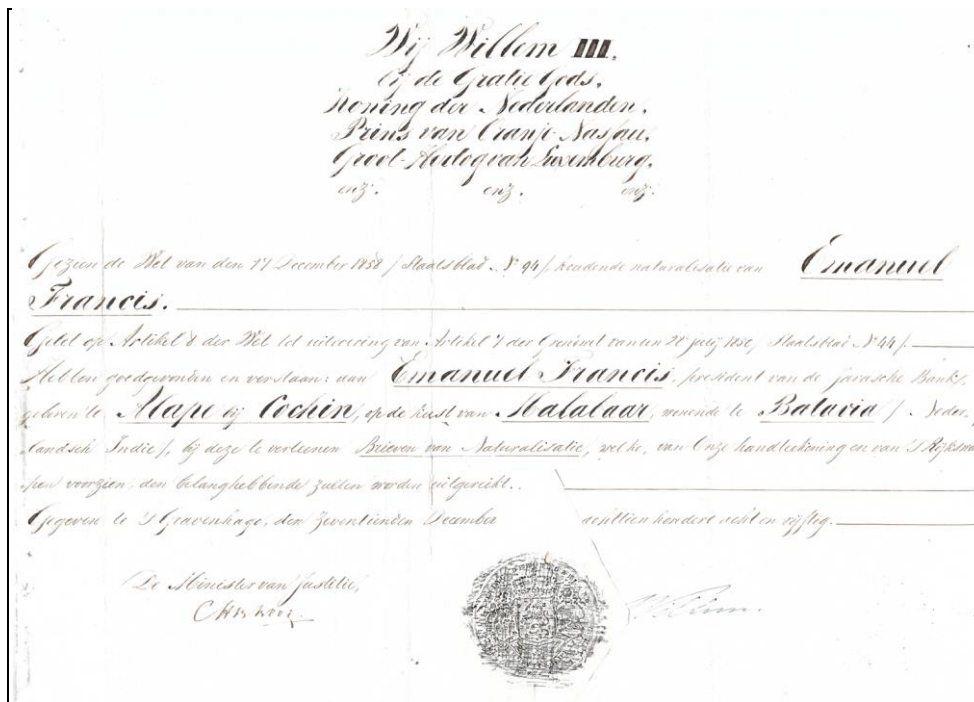 Wij Willem III,
bij de Gratie Gods,
Koning der Nederlanden,
Prins van Oranje-Nassau,
Groot-Hertog van Luxemburg,
enz. enz. enz.
Gezien de Wet van den 17 December 1858 / Staatsblad No 94 /, houdende naturalisatie van Emanuel
Francis.
Gelet op Artikel 8 der Wet tot uitvoering van Artikel 7 der Grondwet van den 28 Julij 1850 / Staatsblad No 44 /.
Hebben goedgevonden en verstaan: aan Emanuel Francis, president van de javasche Bank,
geboren te Alape bij Cochin, op de kust van Malabaar, wonende te Batavia / Neder-
landsch Indië /, bij deze te verleenen Brieven van Naturalisatie, welke, van Onze handteekening en van 's Rijks wa-
pen voorzien, den belanghebbende zullen worden uitgereikt.
Gegeven te 's Gravenhage, den zeventienden December achttien hondert acht en vijftig.
De Minister van Justitie,